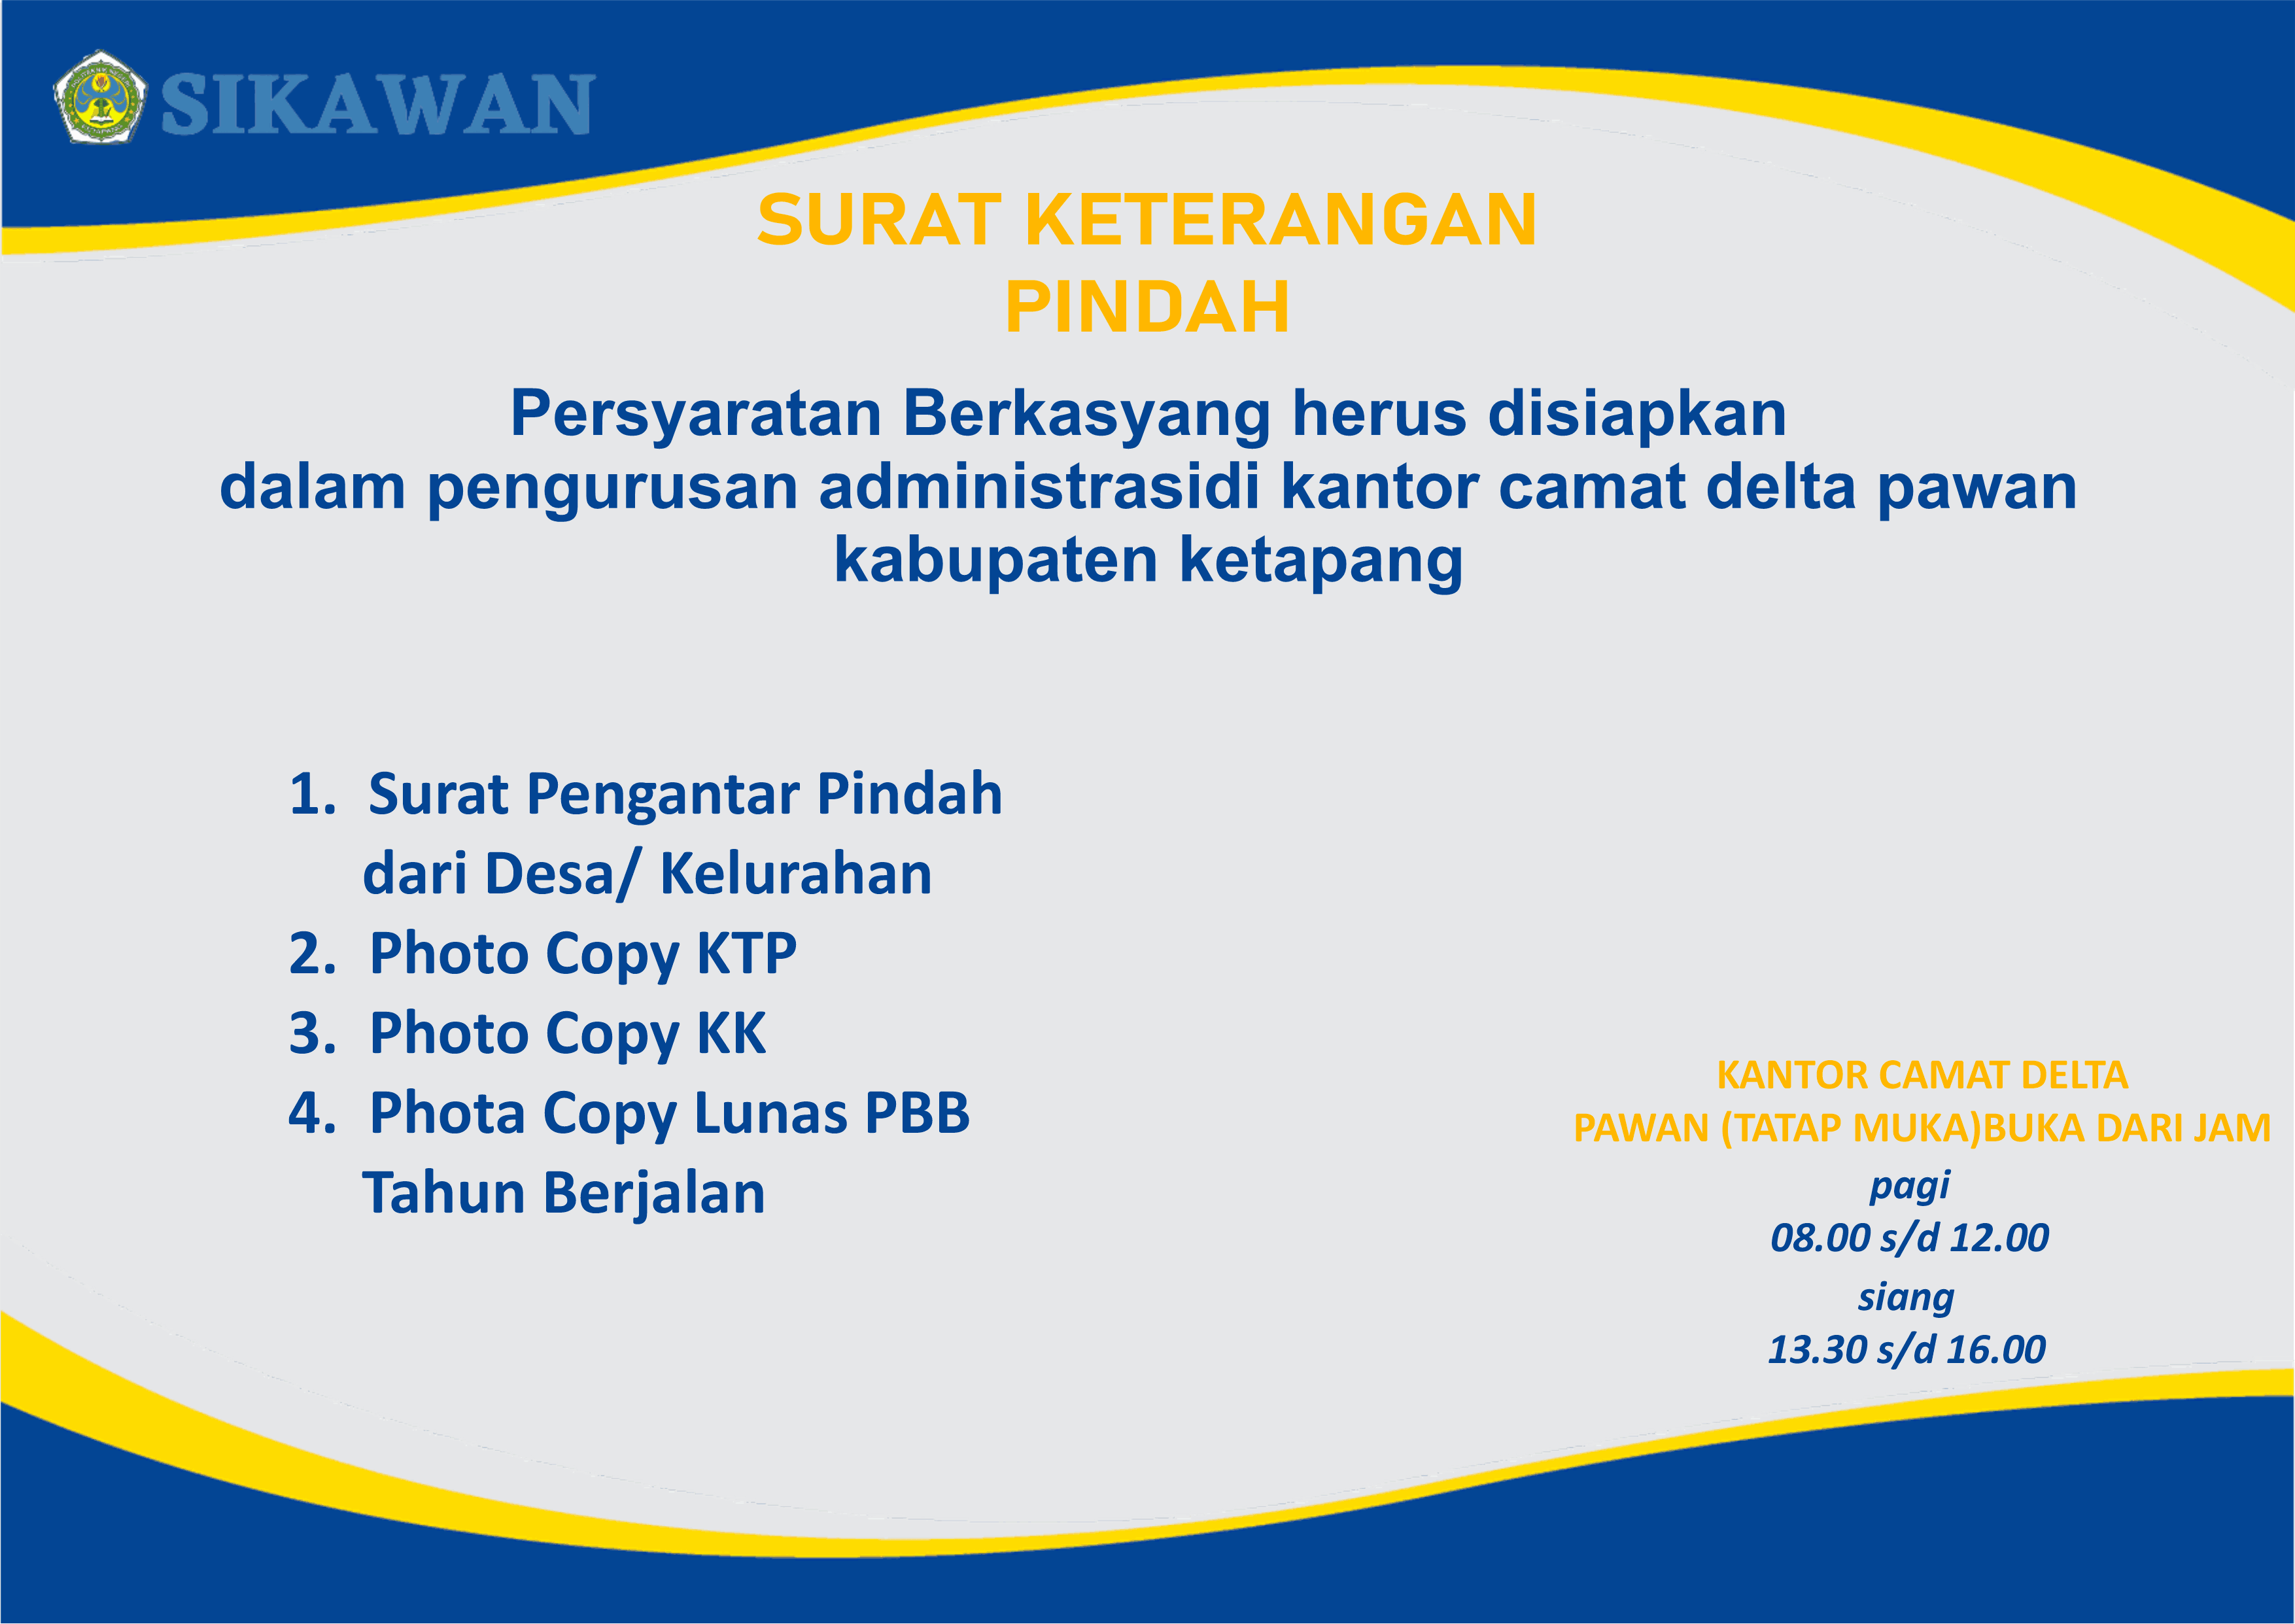 SIKAWAN
SURAT KETERANGAN
PINDAH
Persyaratan Berkasyang herus disiapkan
dalam pengurusan administrasidi kantor camat delta pawan
kabupaten ketapang
1. Surat Pengantar Pindah
dari Desa/ Kelurahan
2. Photo Copy KTP
3. Photo Copy KK
4. Phota Copy Lunas PBB
Tahun Berjalan
KANTOR CAMAT DELTA
PAWAN (TATAP MUKA)BUKA DARI JAM
pagi
08.00 s/d 12.00
siang
13.30 s/d 16.00